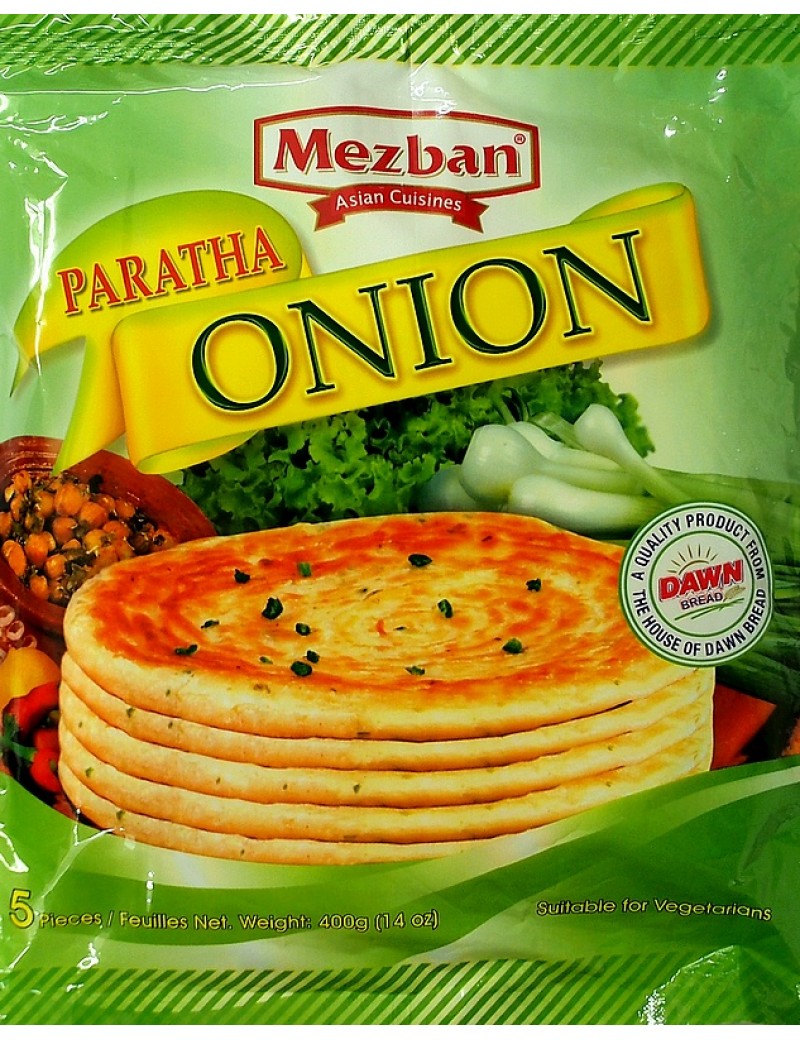 Mezban®
Asian Cuisines
PARATHA
ONION
A QUALITY PRODUCT FROM
DAWN
BREAD
THE HOUSE OF DAWN BREAD
5 Pieces / Feuilles Net. Weight: 400g (14 oz)
Suitable for Vegetarians